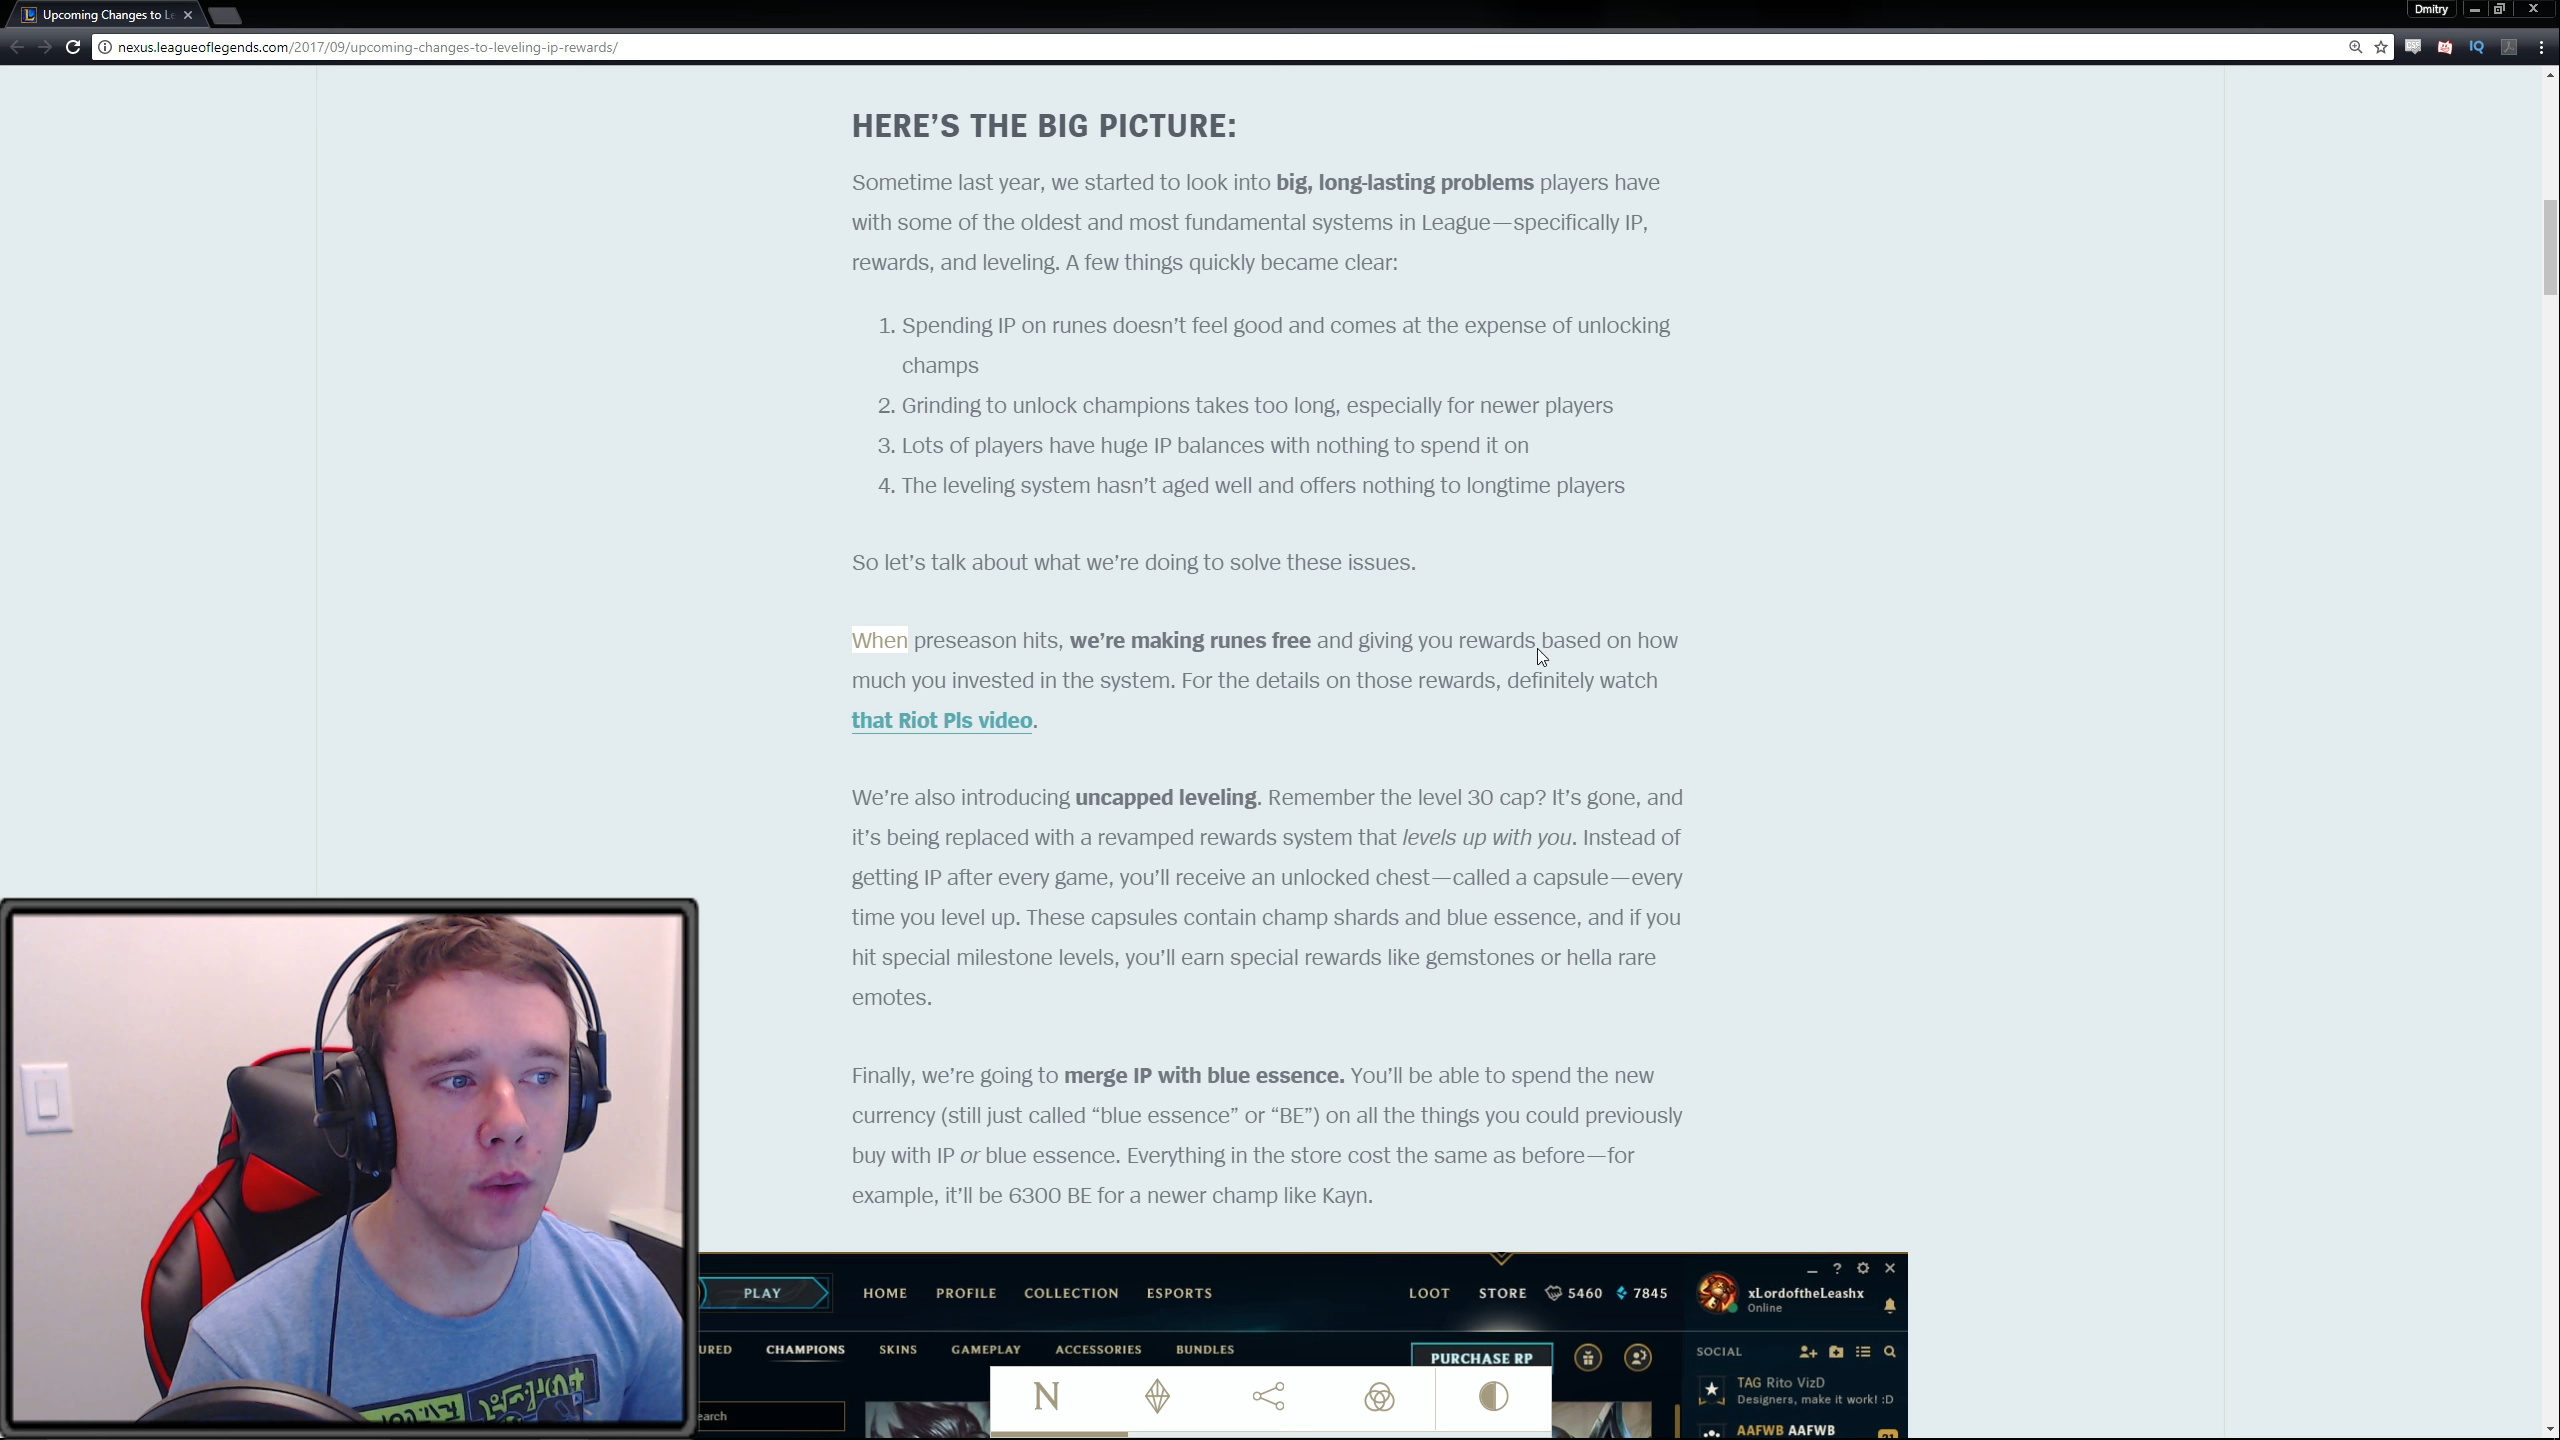 Upcoming Changes to Le
Dmitry
nexus.leagueoflegends.com/2017/09/upcoming-changes-to-leveling-ip-rewards/
IQ
HERE’S THE BIG PICTURE:
Sometime last year, we started to look into big, long-lasting problems players have
with some of the oldest and most fundamental systems in League—specifically IP,
rewards, and leveling. A few things quickly became clear:
1. Spending IP on runes doesn’t feel good and comes at the expense of unlocking
champs
2. Grinding to unlock champions takes too long, especially for newer players
3. Lots of players have huge IP balances with nothing to spend it on
4. The leveling system hasn’t aged well and offers nothing to longtime players
So let’s talk about what we’re doing to solve these issues.
When preseason hits, we’re making runes free and giving you rewards based on how
much you invested in the system. For the details on those rewards, definitely watch
that Riot Pls video.
We’re also introducing uncapped leveling. Remember the level 30 cap? It’s gone, and
it’s being replaced with a revamped rewards system that levels up with you. Instead of
getting IP after every game, you’ll receive an unlocked chest—called a capsule—every
time you level up. These capsules contain champ shards and blue essence, and if you
hit special milestone levels, you’ll earn special rewards like gemstones or hella rare
emotes.
Finally, we’re going to merge IP with blue essence. You’ll be able to spend the new
currency (still just called “blue essence” or “BE”) on all the things you could previously
buy with IP or blue essence. Everything in the store cost the same as before—for
example, it’ll be 6300 BE for a newer champ like Kayn.
PLAY HOME PROFILE COLLECTION ESPORTS LOOT STORE 5460 7845
xLordoftheLeashx
Online
URED CHAMPIONS SKINS GAMEPLAY ACCESSORIES BUNDLES PURCHASE RP
SOCIAL
TAG Rito VizD
Designers, make it work! :D
earch
N
AAFWB AAFWB